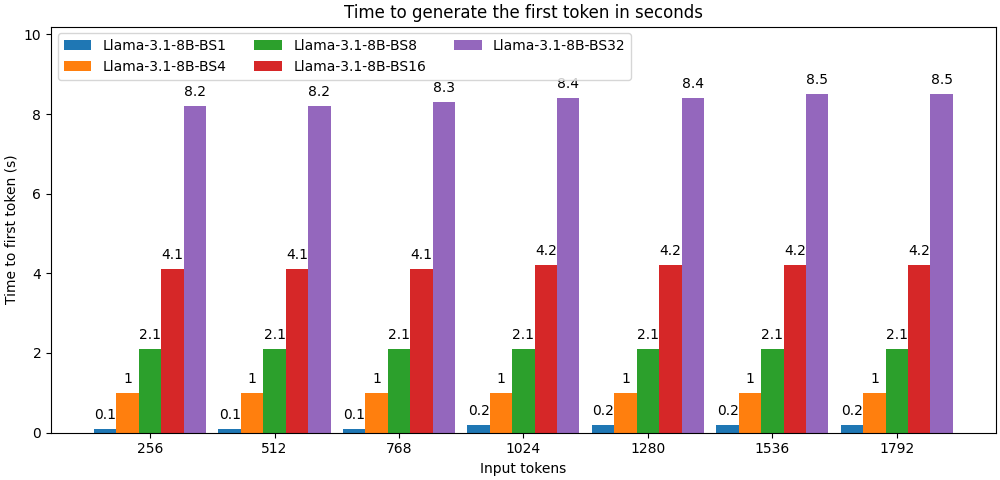 Time to generate the first token in seconds
Time to first token (s)
10
8
6
4
2
0
Llama-3.1-8B-BS1
Llama-3.1-8B-BS4
Llama-3.1-8B-BS8
Llama-3.1-8B-BS16
Llama-3.1-8B-BS32
0.1 1 2.1 4.1 8.2
0.1 1 2.1 4.1 8.2
0.1 1 2.1 4.1 8.3
0.2 1 2.1 4.2 8.4
0.2 1 2.1 4.2 8.4
0.2 1 2.1 4.2 8.5
0.2 1 2.1 4.2 8.5
256 512 768 1024 1280 1536 1792
Input tokens